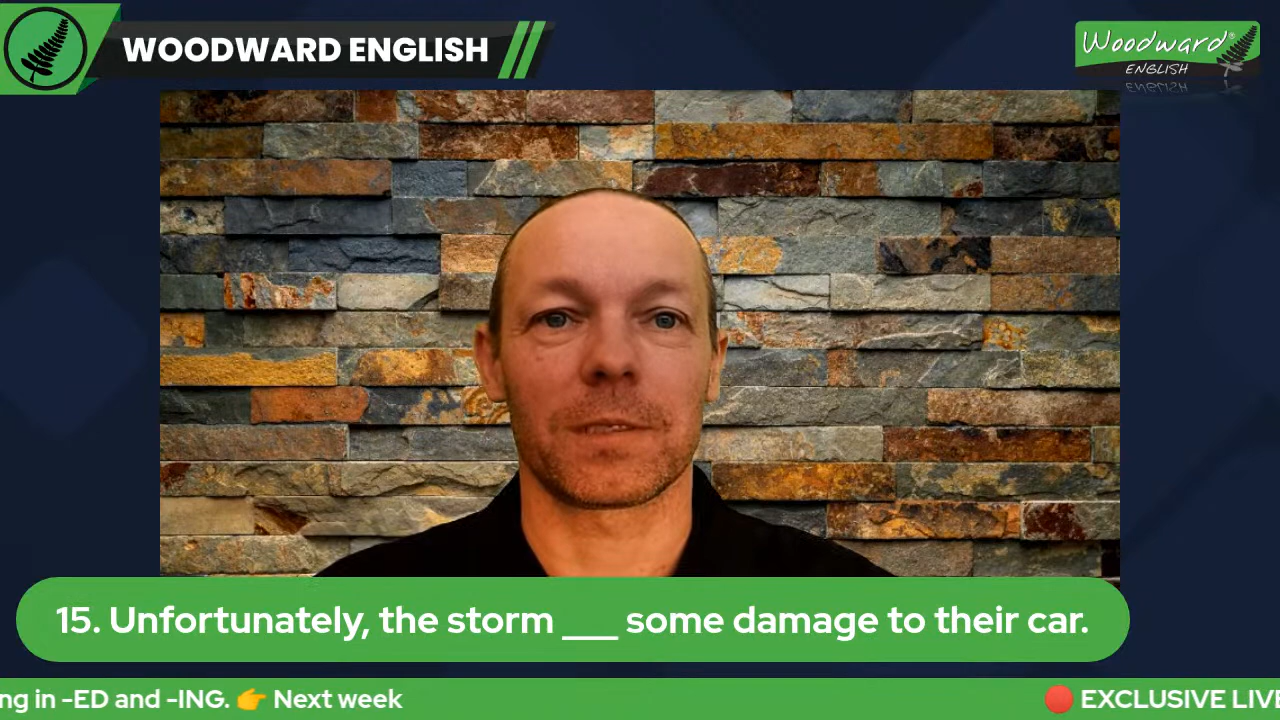 WOODWARD ENGLISH
Woodward®
ENGLISH
15. Unfortunately, the storm ___ some damage to their car.
ng in -ED and -ING. 👉 Next week
🔴 EXCLUSIVE LIVE